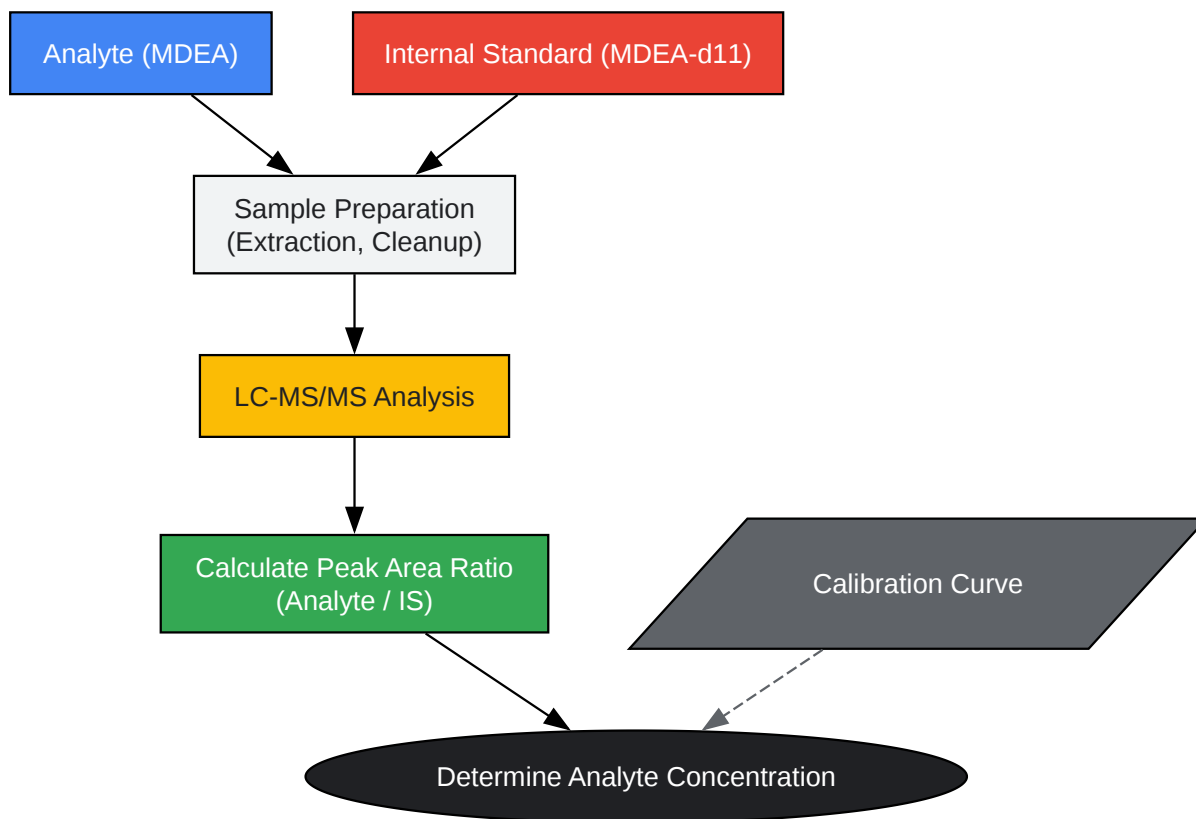 Analyte (MDEA)
Internal Standard (MDEA-d11)
Sample Preparation
(Extraction, Cleanup)
LC-MS/MS Analysis
Calculate Peak Area Ratio
(Analyte / IS)
Calibration Curve
Determine Analyte Concentration